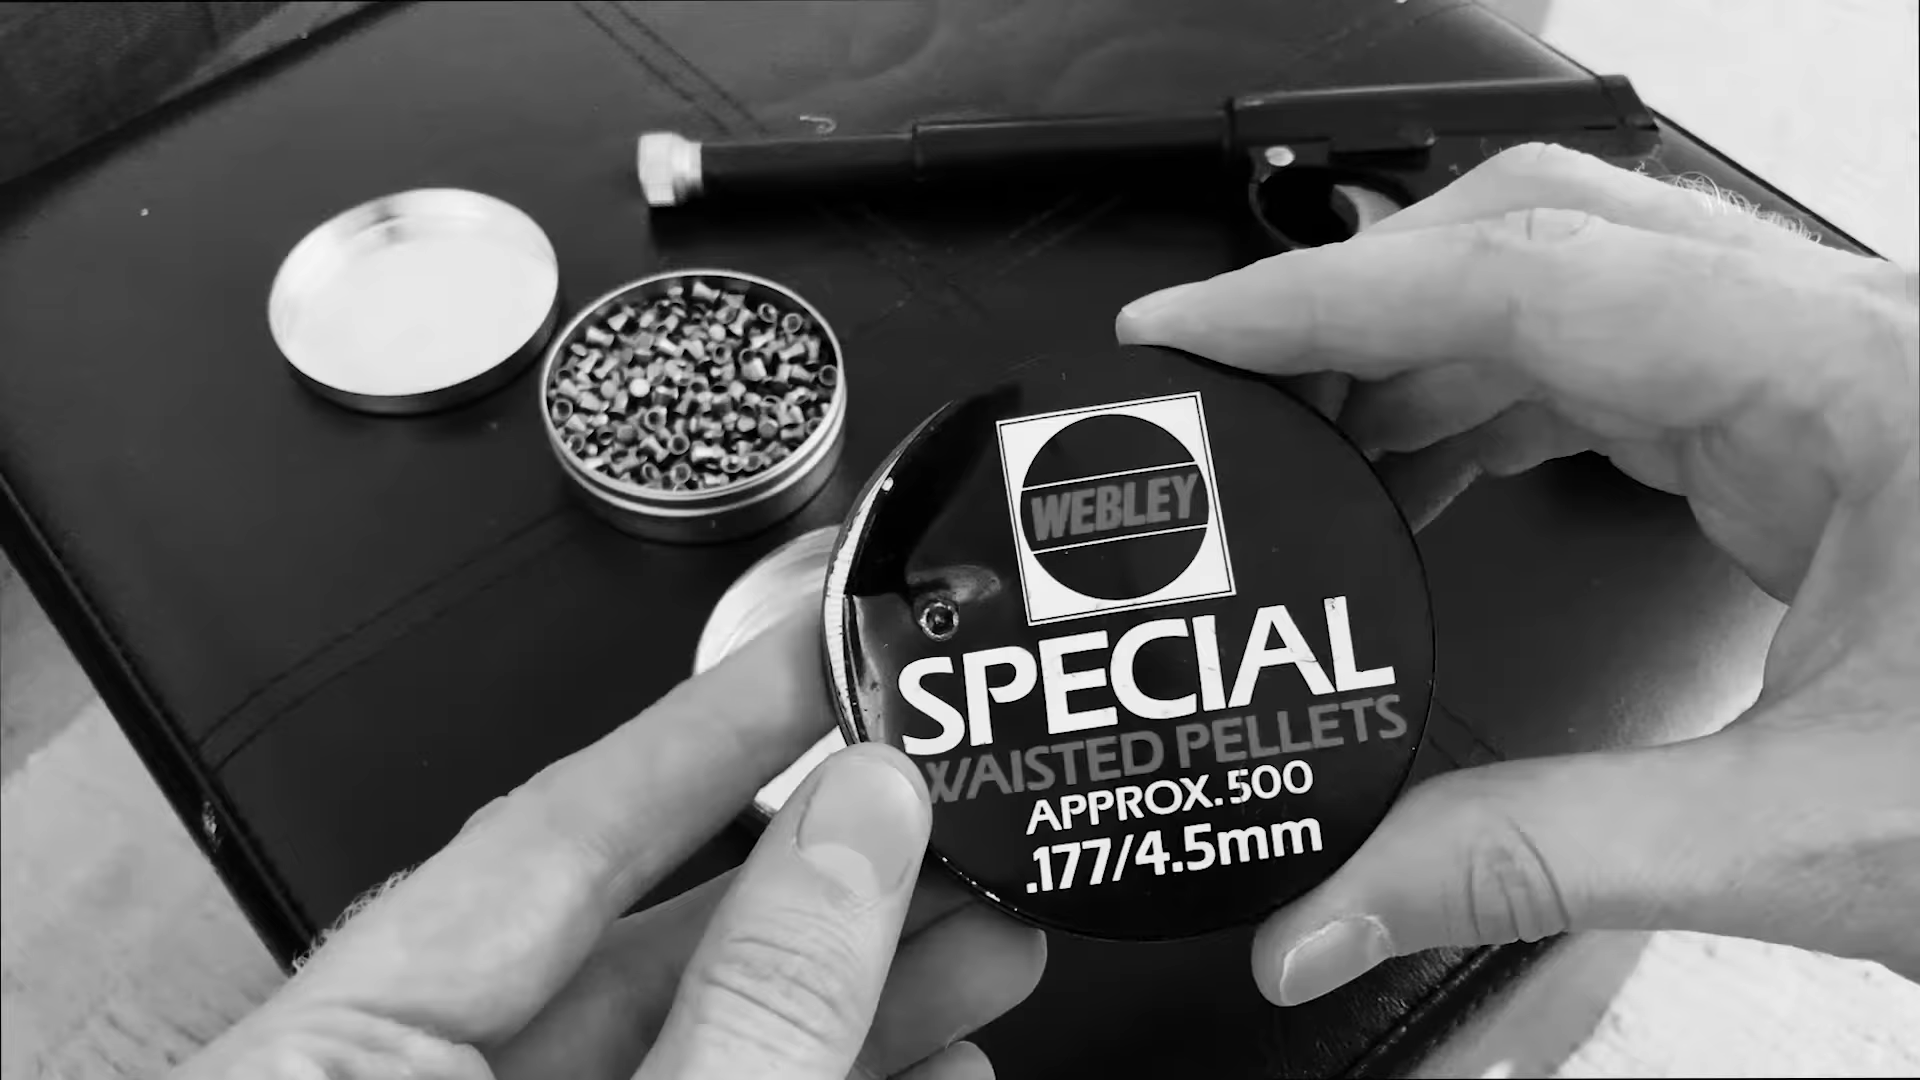 WEBLEY
SPECIAL
WAISTED PELLETS
APPROX.500
.177/4.5mm